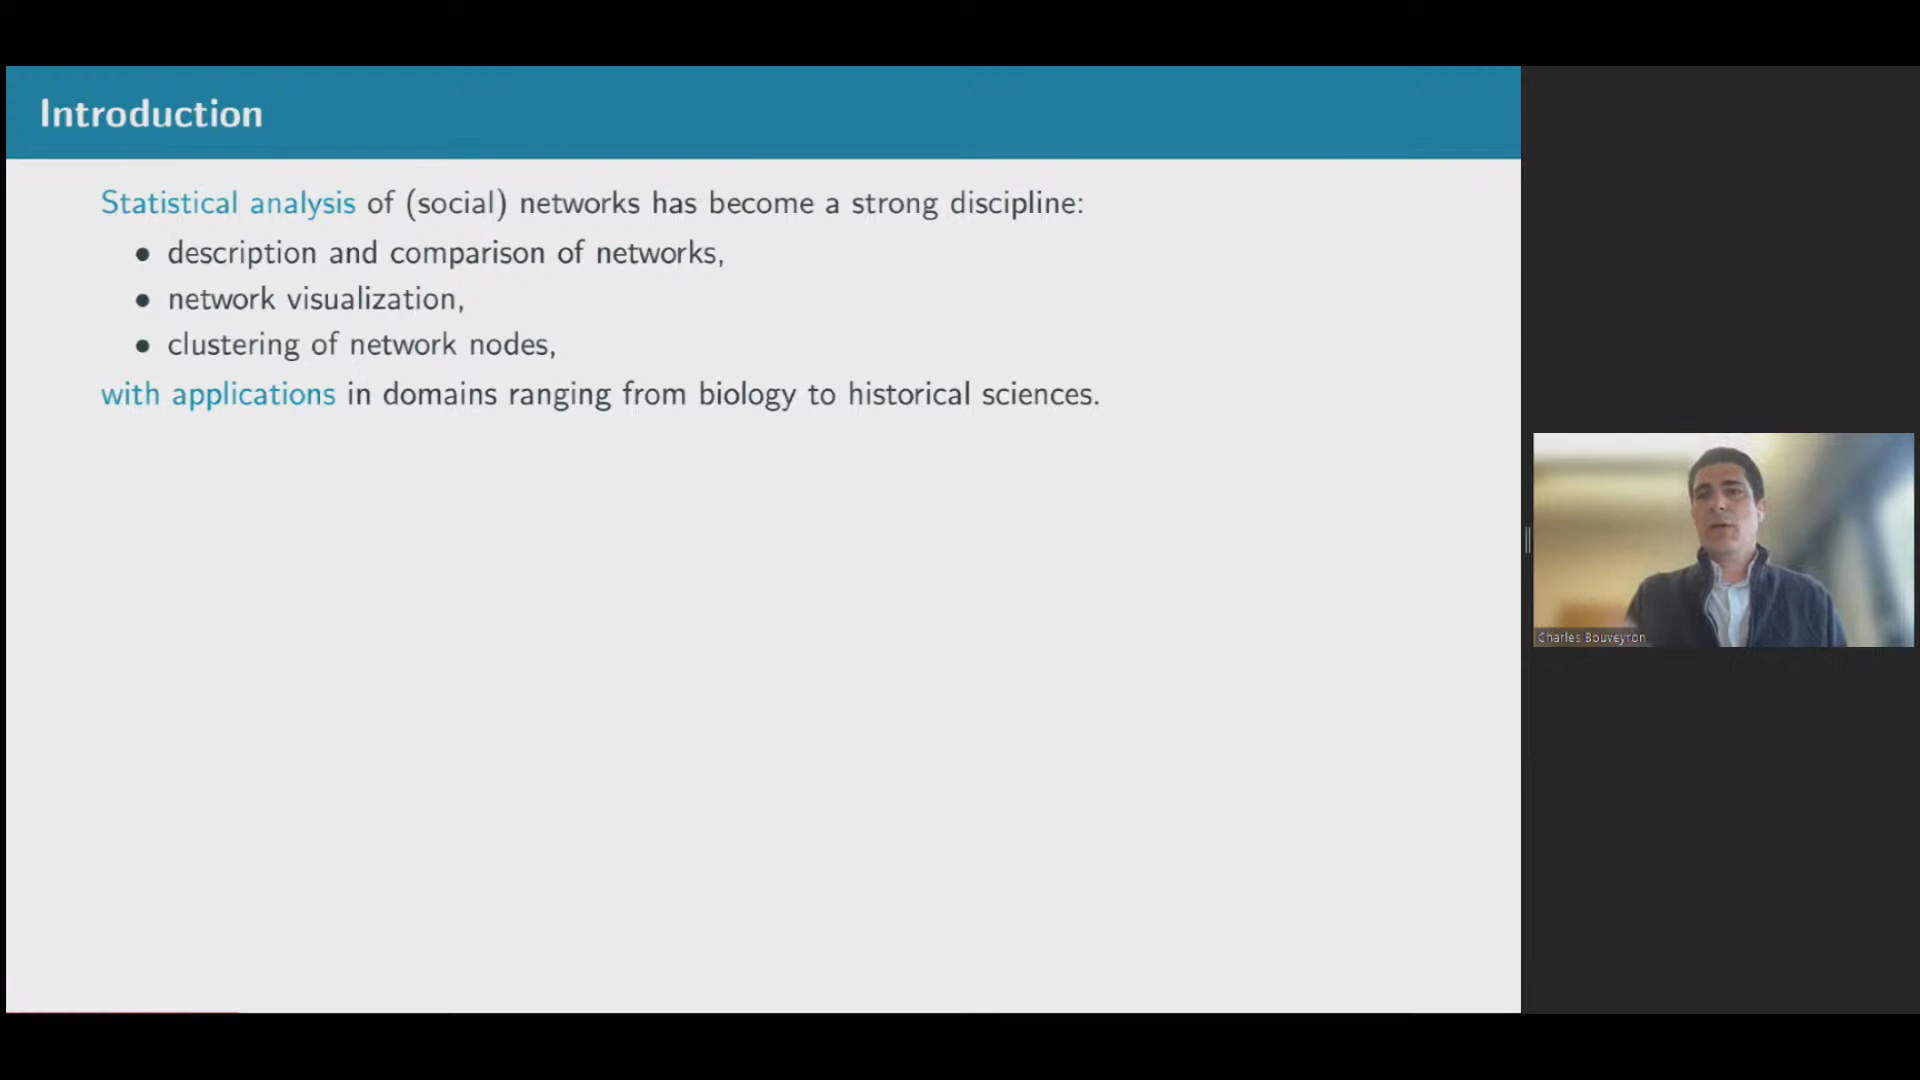 Introduction
Statistical analysis of (social) networks has become a strong discipline:
• description and comparison of networks,
• network visualization,
• clustering of network nodes,
with applications in domains ranging from biology to historical sciences.
Charles Bouveyron